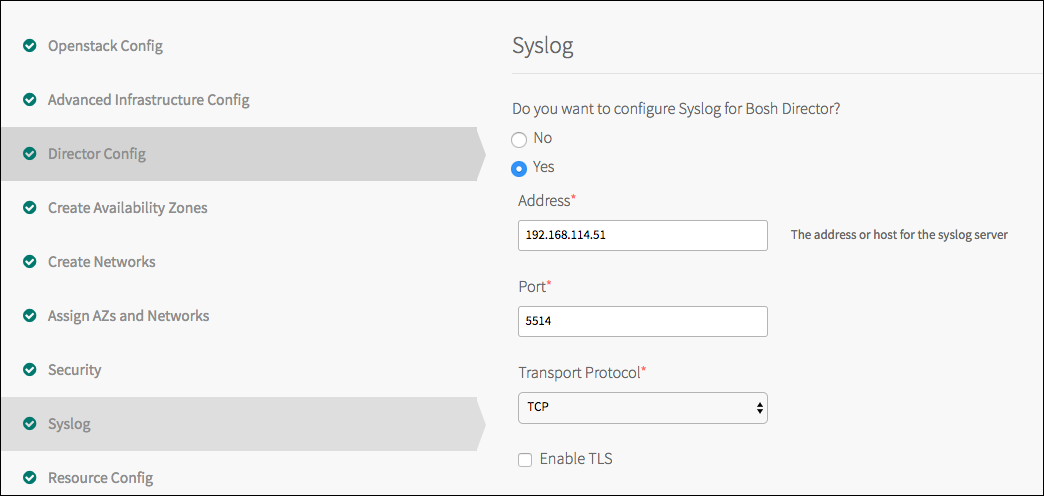 Openstack Config
Advanced Infrastructure Config
Director Config
Create Availability Zones
Create Networks
Assign AZs and Networks
Security
Syslog
Resource Config
Syslog
Do you want to configure Syslog for Bosh Director?
No
Yes
Address*
192.168.114.51
The address or host for the syslog server
Port*
5514
Transport Protocol*
TCP
Enable TLS